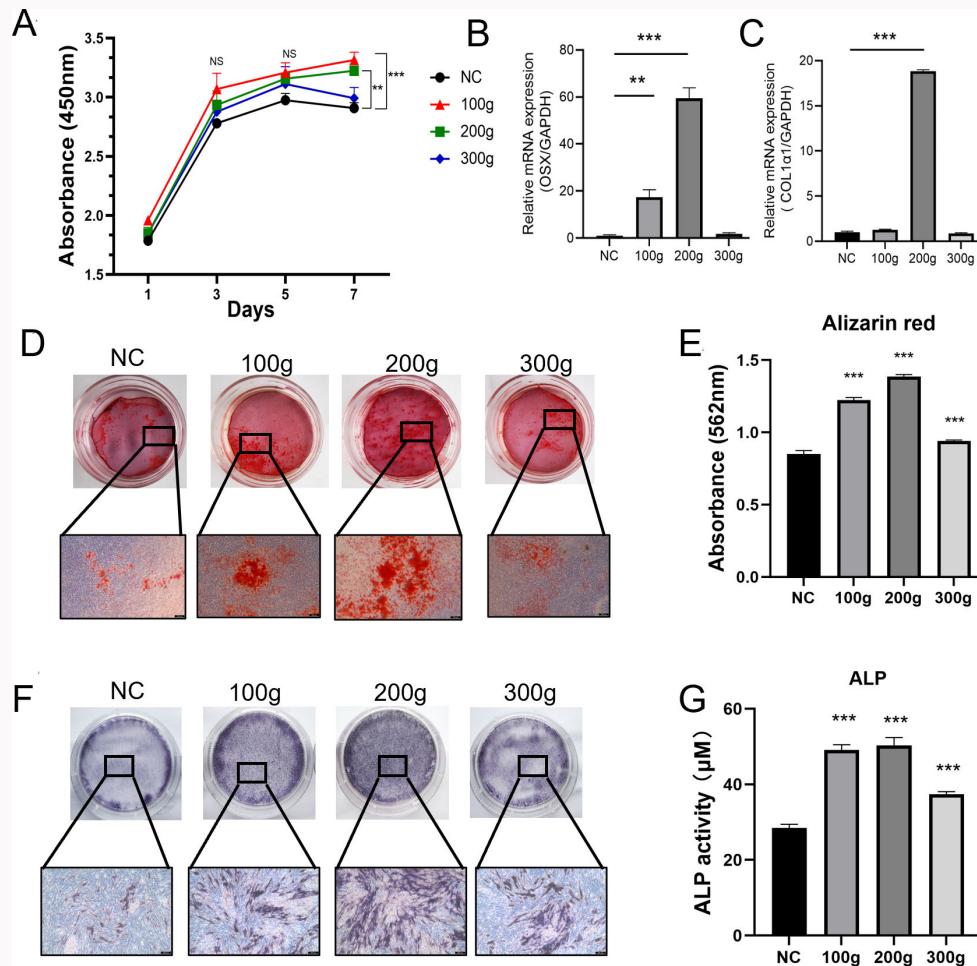 A
Absorbance (450nm)
3.5
3.0
2.5
2.0
1.5
NS
NS
***
**
1
3
5
7
Days
NC
100g
200g
300g
B
Relative mRNA expression
(OSX/GAPDH)
80
60
40
20
0
***
**
NC
100g
200g
300g
C
Relative mRNA expression
( COL1α1/GAPDH)
20
15
10
5
0
***
NC
100g
200g
300g
D
NC
100g
200g
300g
E
Alizarin red
Absorbance (562nm)
1.5
1.0
0.5
0.0
***
***
***
NC
100g
200g
300g
F
NC
100g
200g
300g
G
ALP
ALP activity（μM）
60
40
20
0
***
***
***
NC
100g
200g
300g